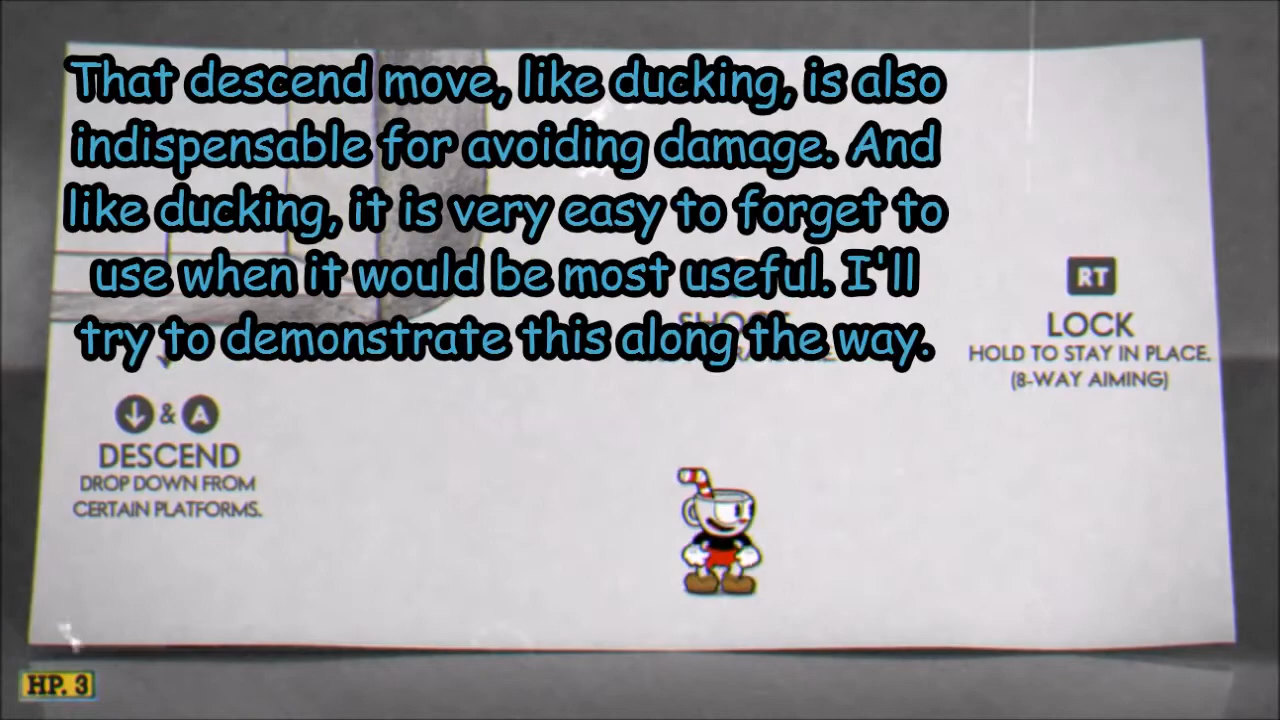 That descend move, like ducking, is also
indispensable for avoiding damage. And
like ducking, it is very easy to forget to
use when it would be most useful. I'll
try to demonstrate this along the way.
RT
LOCK
HOLD TO STAY IN PLACE.
(8-WAY AIMING)
↓ & A
DESCEND
DROP DOWN FROM
CERTAIN PLATFORMS.
HP. 3